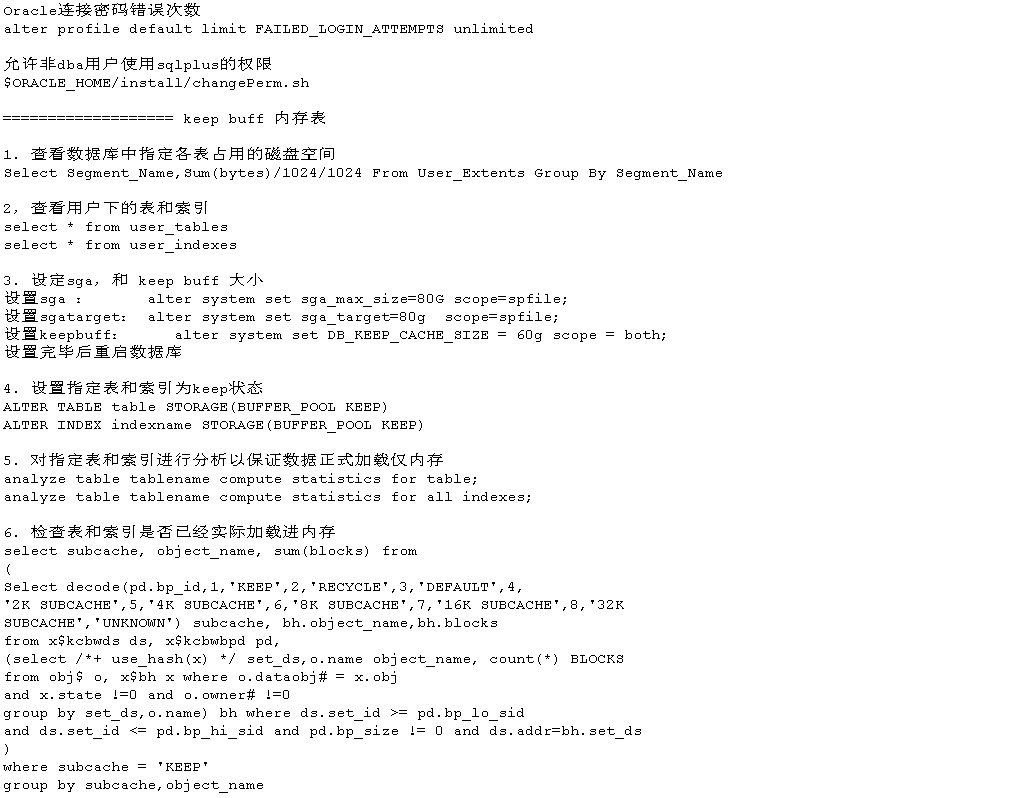 Oracle连接密码错误次数
alter profile default limit FAILED_LOGIN_ATTEMPTS unlimited
允许非dba用户使用sqlplus的权限
$ORACLE_HOME/install/changePerm.sh
=================== keep buff 内存表
1. 查看数据库中指定各表占用的磁盘空间
Select Segment_Name,Sum(bytes)/1024/1024 From User_Extents Group By Segment_Name
2, 查看用户下的表和索引
select * from user_tables
select * from user_indexes
3. 设定sga, 和 keep buff 大小
设置sga :       alter system set sga_max_size=80G scope=spfile;
设置sgatarget:  alter system set sga_target=80g  scope=spfile;
设置keepbuff:      alter system set DB_KEEP_CACHE_SIZE = 60g scope = both;
设置完毕后重启数据库
4. 设置指定表和索引为keep状态
ALTER TABLE table STORAGE(BUFFER_POOL KEEP)
ALTER INDEX indexname STORAGE(BUFFER_POOL KEEP)
5. 对指定表和索引进行分析以保证数据正式加载仅内存
analyze table tablename compute statistics for table;
analyze table tablename compute statistics for all indexes;
6. 检查表和索引是否已经实际加载进内存
select subcache, object_name, sum(blocks) from
(
Select decode(pd.bp_id,1,'KEEP',2,'RECYCLE',3,'DEFAULT',4,
'2K SUBCACHE',5,'4K SUBCACHE',6,'8K SUBCACHE',7,'16K SUBCACHE',8,'32K
SUBCACHE','UNKNOWN') subcache, bh.object_name,bh.blocks
from x$kcbwds ds, x$kcbwbpd pd,
(select /*+ use_hash(x) */ set_ds,o.name object_name, count(*) BLOCKS
from obj$ o, x$bh x where o.dataobj# = x.obj
and x.state !=0 and o.owner# !=0
group by set_ds,o.name) bh where ds.set_id >= pd.bp_lo_sid
and ds.set_id <= pd.bp_hi_sid and pd.bp_size != 0 and ds.addr=bh.set_ds
)
where subcache = 'KEEP'
group by subcache,object_name